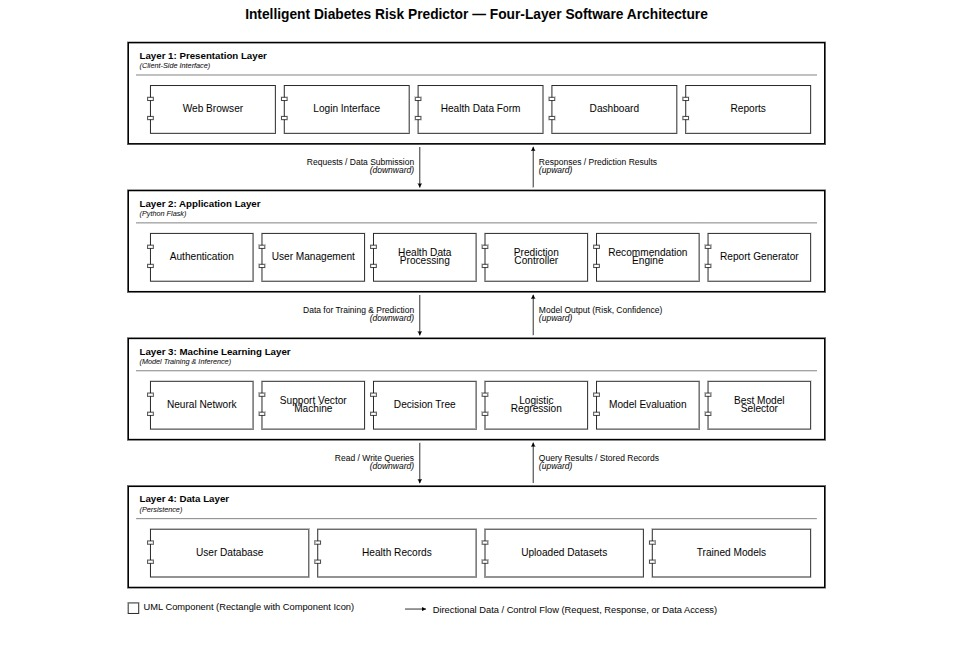 Intelligent Diabetes Risk Predictor — Four-Layer Software Architecture
Layer 1: Presentation Layer
(Client-Side Interface)
Web Browser
Login Interface
Health Data Form
Dashboard
Reports
Requests / Data Submission
(downward)
Responses / Prediction Results
(upward)
Layer 2: Application Layer
(Python Flask)
Authentication
User Management
Health Data
Processing
Prediction
Controller
Recommendation
Engine
Report Generator
Data for Training & Prediction
(downward)
Model Output (Risk, Confidence)
(upward)
Layer 3: Machine Learning Layer
(Model Training & Inference)
Neural Network
Support Vector
Machine
Decision Tree
Logistic
Regression
Model Evaluation
Best Model
Selector
Read / Write Queries
(downward)
Query Results / Stored Records
(upward)
Layer 4: Data Layer
(Persistence)
User Database
Health Records
Uploaded Datasets
Trained Models
UML Component (Rectangle with Component Icon)
Directional Data / Control Flow (Request, Response, or Data Access)